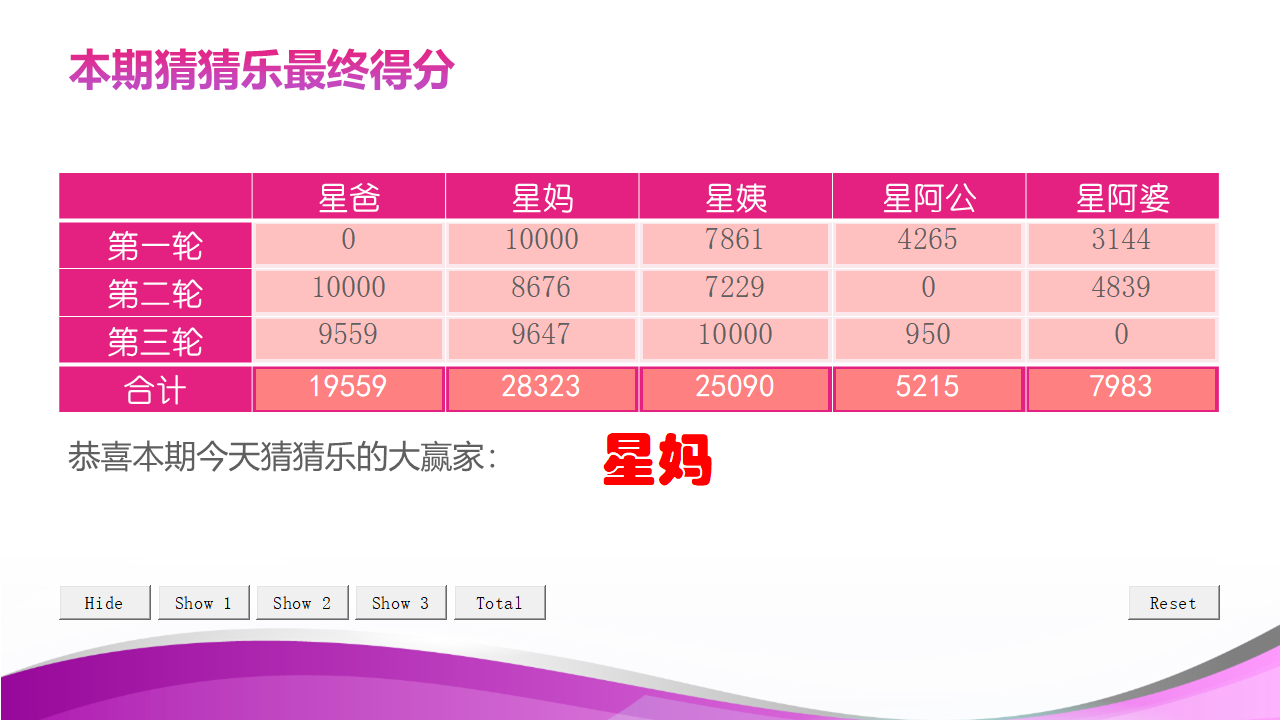 本期猜猜乐最终得分
星爸 星妈 星姨 星阿公 星阿婆
第一轮 0 10000 7861 4265 3144
第二轮 10000 8676 7229 0 4839
第三轮 9559 9647 10000 950 0
合计 19559 28323 25090 5215 7983
恭喜本期今天猜猜乐的大赢家： 星妈
Hide Show 1 Show 2 Show 3 Total Reset